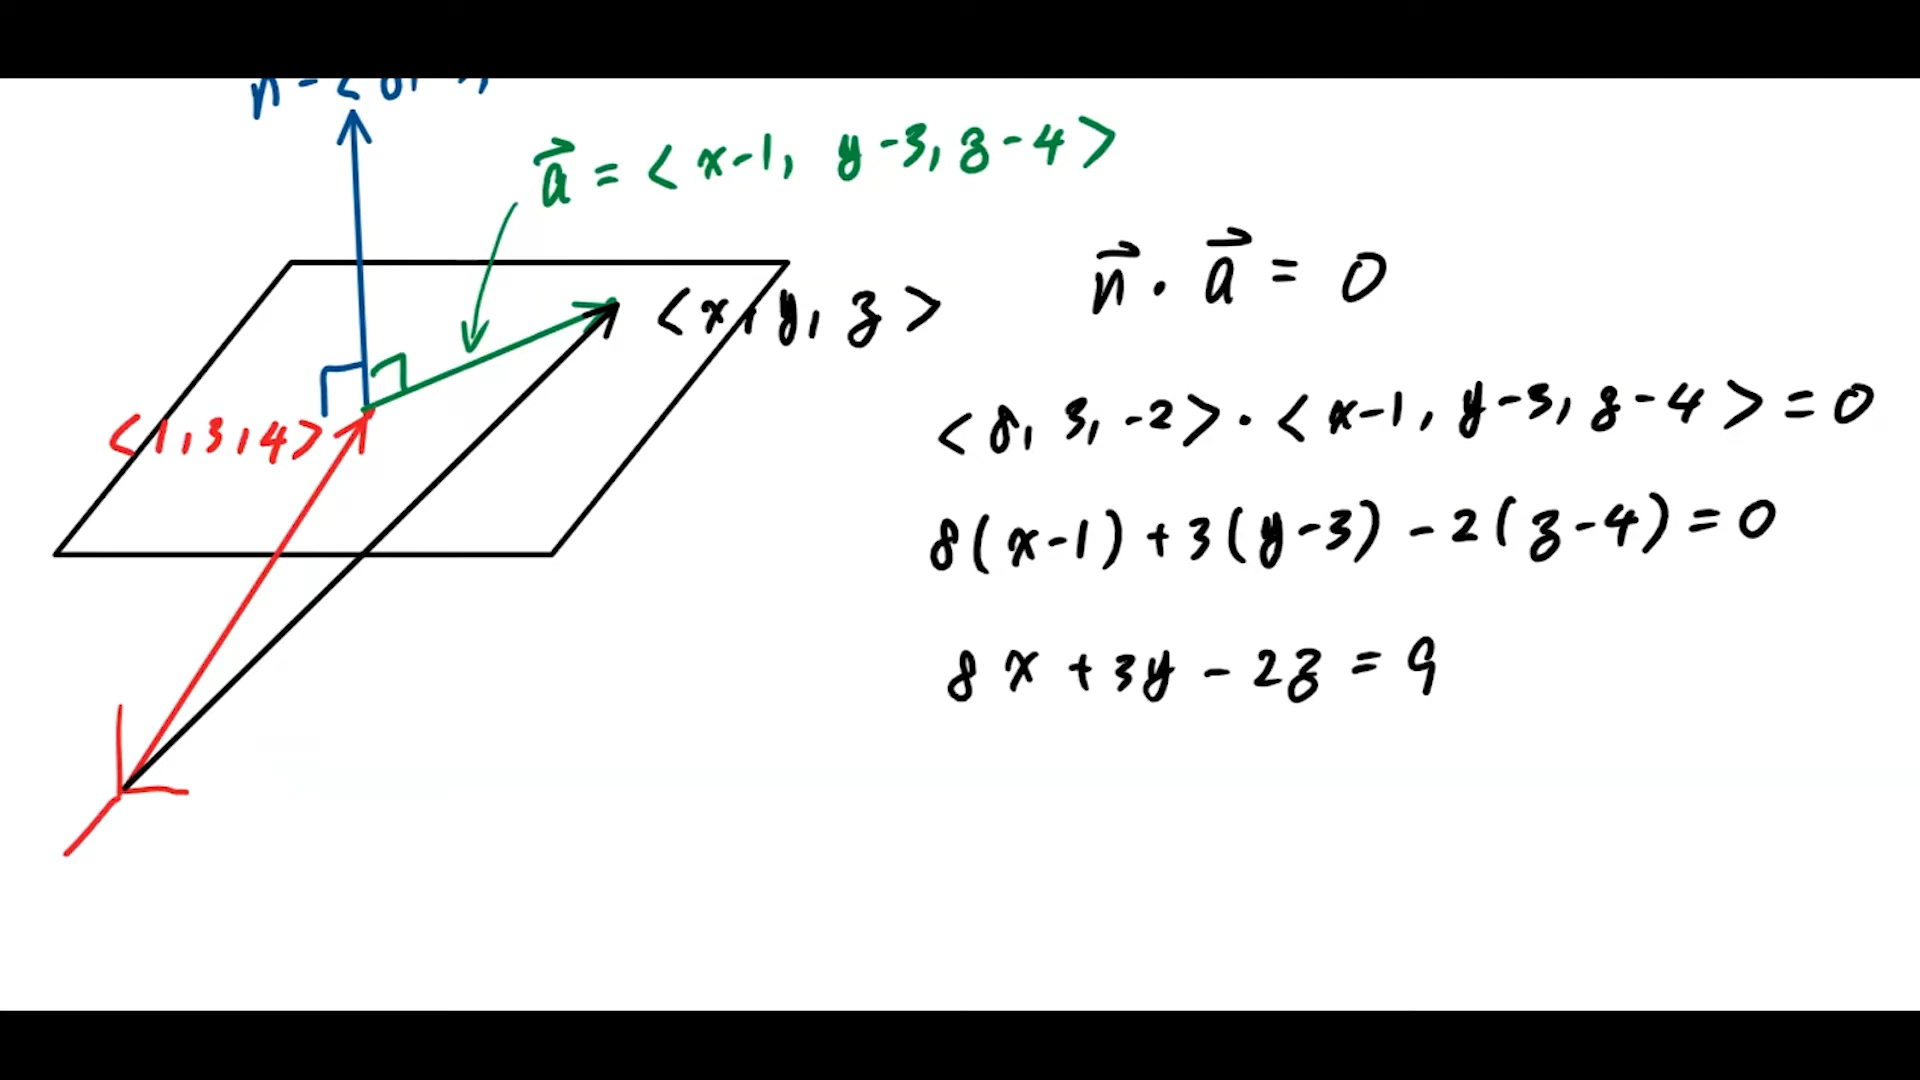 n = <
a⃗ = < x-1, y-3, z-4 >
n⃗ · a⃗ = 0
< x, y, z >
< 8, 3, -2 > · < x-1, y-3, z-4 > = 0
< 1, 3, 4 >
8(x-1) + 3(y-3) - 2(z-4) = 0
8x + 3y - 2z = 9